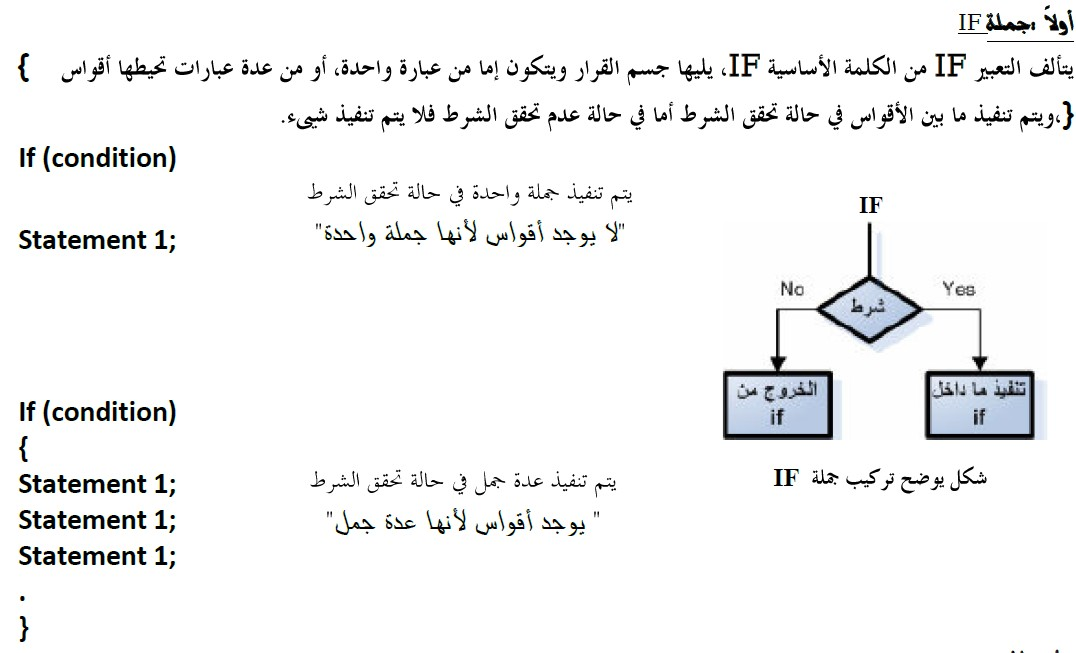 أولاً :جملة IF
يتألف التعبير IF من الكلمة الأساسية IF، يليها جسم القرار ويتكون إما من عبارة واحدة، أو من عدة عبارات تحيطها أقواس {
}،ويتم تنفيذ ما بين الأقواس في حالة تحقق الشرط أما في حالة عدم تحقق الشرط فلا يتم تنفيذ شيىء.
If (condition)
يتم تنفيذ جملة واحدة في حالة تحقق الشرط
Statement 1;
"لا يوجد أقواس لأنها جملة واحدة"
IF
No
Yes
شرط
الخروج من
if
تنفيذ ما داخل
if
شكل يوضح تركيب جملة IF
If (condition)
{
Statement 1;
Statement 1;
Statement 1;
.
}
يتم تنفيذ عدة جمل في حالة تحقق الشرط
" يوجد أقواس لأنها عدة جمل"